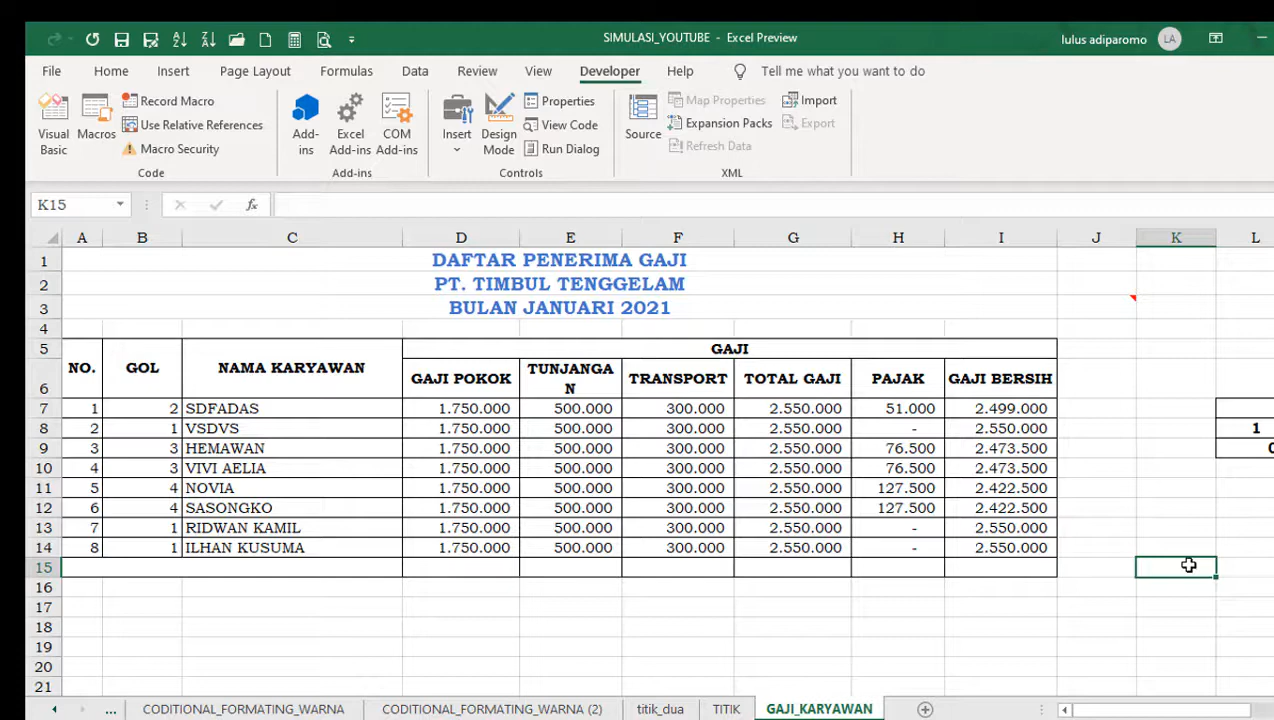 SIMULASI_YOUTUBE - Excel Preview
lulus adiparomo LA
File Home Insert Page Layout Formulas Data Review View Developer Help Tell me what you want to do
Visual Basic
Macros
Record Macro
Use Relative References
Macro Security
Code
Add-ins
Excel Add-ins
COM Add-ins
Add-ins
Insert
Design Mode
Properties
View Code
Run Dialog
Controls
Source
Map Properties
Expansion Packs
Refresh Data
Import
Export
XML
K15 fx
A B C D E F G H I J K L
1 DAFTAR PENERIMA GAJI
2 PT. TIMBUL TENGGELAM
3 BULAN JANUARI 2021
4
5 NO. GOL NAMA KARYAWAN GAJI
6 GAJI POKOK TUNJANGA N TRANSPORT TOTAL GAJI PAJAK GAJI BERSIH
7 1 2 SDFADAS 1.750.000 500.000 300.000 2.550.000 51.000 2.499.000
8 2 1 VSDVS 1.750.000 500.000 300.000 2.550.000 - 2.550.000 1
9 3 3 HEMAWAN 1.750.000 500.000 300.000 2.550.000 76.500 2.473.500
10 4 3 VIVI AELIA 1.750.000 500.000 300.000 2.550.000 76.500 2.473.500
11 5 4 NOVIA 1.750.000 500.000 300.000 2.550.000 127.500 2.422.500
12 6 4 SASONGKO 1.750.000 500.000 300.000 2.550.000 127.500 2.422.500
13 7 1 RIDWAN KAMIL 1.750.000 500.000 300.000 2.550.000 - 2.550.000
14 8 1 ILHAN KUSUMA 1.750.000 500.000 300.000 2.550.000 - 2.550.000
15
16
17
18
19
20
21
... CODITIONAL_FORMATING_WARNA CODITIONAL_FORMATING_WARNA (2) titik_dua TITIK GAJI_KARYAWAN